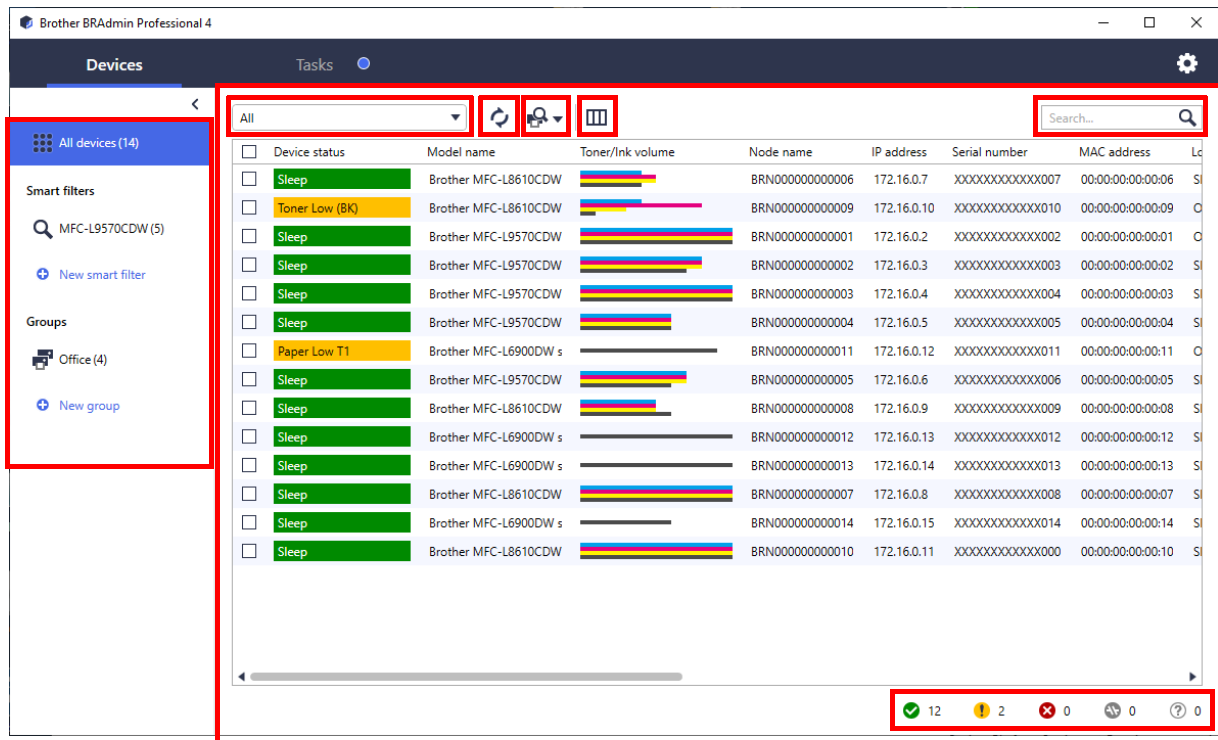 Brother BRAdmin Professional 4
Devices Tasks
All Search...
All devices (14)
Smart filters
MFC-L9570CDW (5)
New smart filter
Groups
Office (4)
New group
Device status Model name Toner/Ink volume Node name IP address Serial number MAC address Lo
Sleep Brother MFC-L8610CDW BRN000000000006 172.16.0.7 XXXXXXXXXXXX007 00:00:00:00:00:06 Sl
Toner Low (BK) Brother MFC-L8610CDW BRN000000000009 172.16.0.10 XXXXXXXXXXXX010 00:00:00:00:00:09 O
Sleep Brother MFC-L9570CDW BRN000000000001 172.16.0.2 XXXXXXXXXXXX002 00:00:00:00:00:01 O
Sleep Brother MFC-L9570CDW BRN000000000002 172.16.0.3 XXXXXXXXXXXX003 00:00:00:00:00:02 Sl
Sleep Brother MFC-L9570CDW BRN000000000003 172.16.0.4 XXXXXXXXXXXX004 00:00:00:00:00:03 Sl
Sleep Brother MFC-L9570CDW BRN000000000004 172.16.0.5 XXXXXXXXXXXX005 00:00:00:00:00:04 Sl
Paper Low T1 Brother MFC-L6900DW s BRN000000000011 172.16.0.12 XXXXXXXXXXXX011 00:00:00:00:00:11 O
Sleep Brother MFC-L9570CDW BRN000000000005 172.16.0.6 XXXXXXXXXXXX006 00:00:00:00:00:05 Sl
Sleep Brother MFC-L8610CDW BRN000000000008 172.16.0.9 XXXXXXXXXXXX009 00:00:00:00:00:08 Sl
Sleep Brother MFC-L6900DW s BRN000000000012 172.16.0.13 XXXXXXXXXXXX012 00:00:00:00:00:12 Sl
Sleep Brother MFC-L6900DW s BRN000000000013 172.16.0.14 XXXXXXXXXXXX013 00:00:00:00:00:13 Sl
Sleep Brother MFC-L8610CDW BRN000000000007 172.16.0.8 XXXXXXXXXXXX008 00:00:00:00:00:07 Sl
Sleep Brother MFC-L6900DW s BRN000000000014 172.16.0.15 XXXXXXXXXXXX014 00:00:00:00:00:14 Sl
Sleep Brother MFC-L8610CDW BRN000000000010 172.16.0.11 XXXXXXXXXXXX000 00:00:00:00:00:10 Sl
12 2 0 0 0